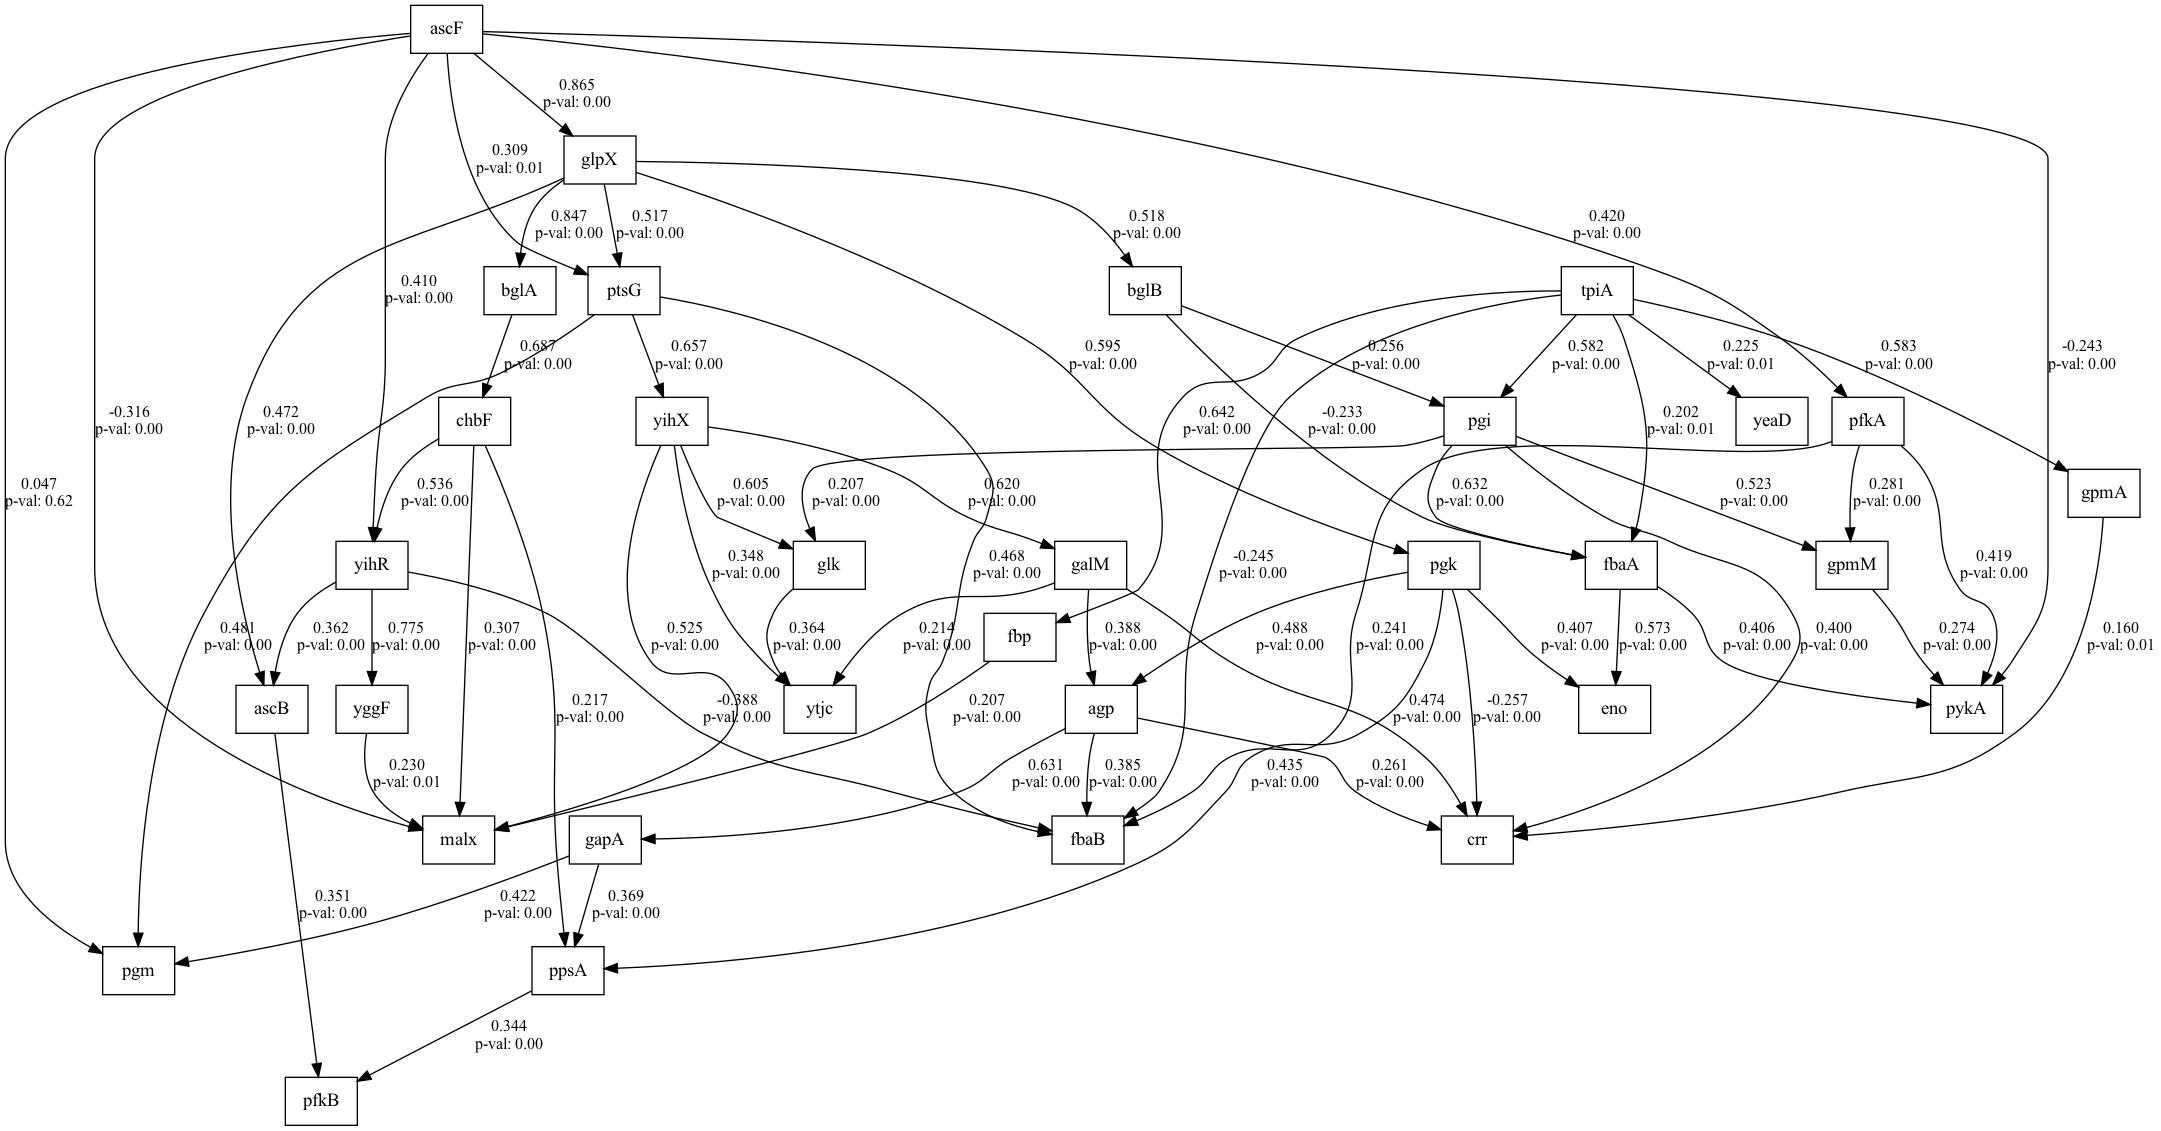 ascF
0.865
p-val: 0.00
0.309
p-val: 0.01
glpX
0.847
p-val: 0.00
0.517
p-val: 0.00
0.518
p-val: 0.00
0.420
p-val: 0.00
0.410
p-val: 0.00
bglA
ptsG
bglB
tpiA
0.687
p-val: 0.00
0.657
p-val: 0.00
0.595
p-val: 0.00
0.256
p-val: 0.00
0.582
p-val: 0.00
0.225
p-val: 0.01
0.583
p-val: 0.00
-0.243
p-val: 0.00
-0.316
p-val: 0.00
0.472
p-val: 0.00
chbF
yihX
0.642
p-val: 0.00
-0.233
p-val: 0.00
pgi
0.202
p-val: 0.01
yeaD
pfkA
0.047
p-val: 0.62
0.536
p-val: 0.00
0.605
p-val: 0.00
0.207
p-val: 0.00
0.620
p-val: 0.00
0.632
p-val: 0.00
0.523
p-val: 0.00
0.281
p-val: 0.00
gpmA
yihR
0.348
p-val: 0.00
glk
0.468
p-val: 0.00
galM
-0.245
p-val: 0.00
pgk
fbaA
gpmM
0.419
p-val: 0.00
0.481
p-val: 0.00
0.362
p-val: 0.00
0.775
p-val: 0.00
0.307
p-val: 0.00
0.525
p-val: 0.00
0.364
p-val: 0.00
0.214
p-val: 0.00
fbp
0.388
p-val: 0.00
0.488
p-val: 0.00
0.241
p-val: 0.00
0.407
p-val: 0.00
0.573
p-val: 0.00
0.406
p-val: 0.00
0.400
p-val: 0.00
0.274
p-val: 0.00
0.160
p-val: 0.01
ascB
yggF
0.217
p-val: 0.00
-0.388
p-val: 0.00
ytjc
0.207
p-val: 0.00
agp
0.474
p-val: 0.00
-0.257
p-val: 0.00
eno
pykA
0.230
p-val: 0.01
0.631
p-val: 0.00
0.385
p-val: 0.00
0.435
p-val: 0.00
0.261
p-val: 0.00
malx
gapA
fbaB
crr
0.351
p-val: 0.00
0.422
p-val: 0.00
0.369
p-val: 0.00
pgm
ppsA
0.344
p-val: 0.00
pfkB